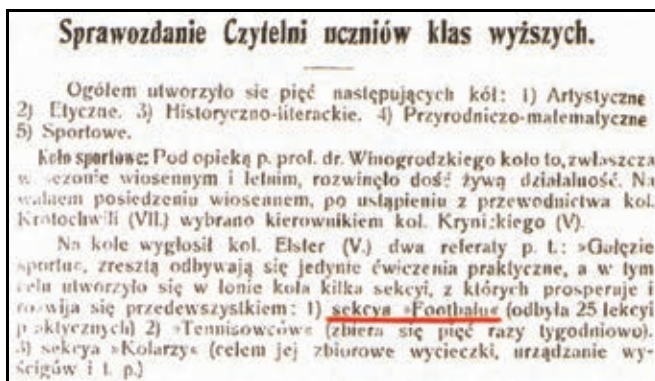 Sprawozdanie Czytelni uczniów klas wyższych.
Ogółem utworzyło sie pięć następujących kół: 1) Artystyczne
2) Etyczne. 3) Historyczno-literackie. 4) Przyrodniczo-matematyczne
5) Sportowe.
Koło sportowe: Pod opieką p. prof. dr. Winogrodzkiego koło to, zwłaszcza
w sezonie wiosennym i letnim, rozwinęło dość żywą działalność. Na
walnem posiedzeniu wiosennem, po ustąpieniu z przewodnictwa kol.
Krotochwili (VII.) wybrano kierownikiem kol. Krynickiego (V).
Na kole wygłosił kol. Elster (V.) dwa referaty p. t.: »Gałęzie
sportu«, zresztą odbywają się jedynie ćwiczenia praktyczne, a w tym
celu utworzyło się w łonie koła kilka sekcyi, z których prosperuje i
rozwija się przedewszystkiem: 1) sekcya »Footbalu« (odbyła 25 lekcyi
praktycznych) 2) »Tennisowców« (zbiera się pięć razy tygodniowo).
3) sekcya »Kolarzy« (celem jej zbiorowe wycieczki, urządzanie wy-
ścigów i t. p.)